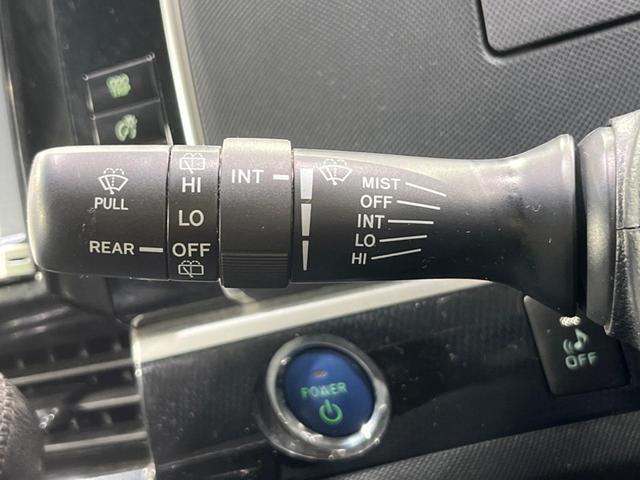 PULL
REAR
HI
LO
OFF
INT
MIST
OFF
INT
LO
HI
POWER
OFF